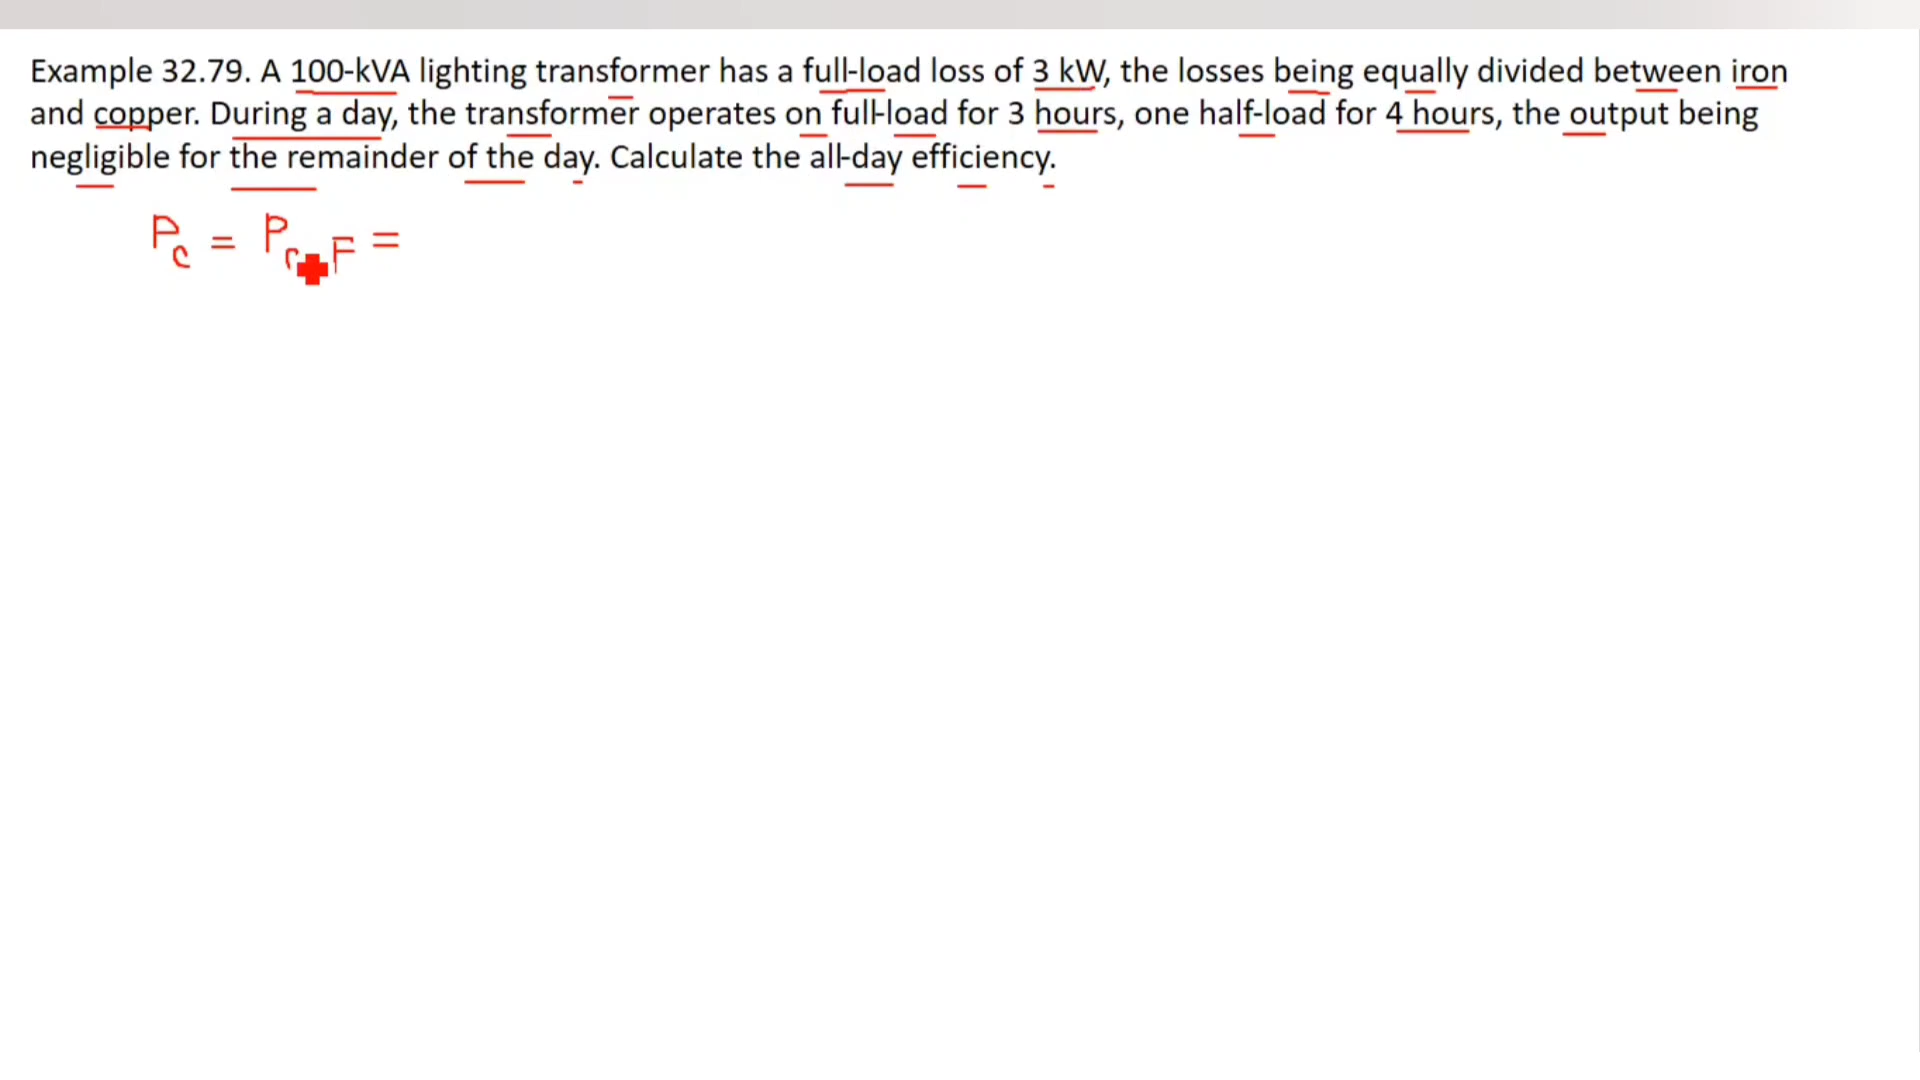 Example 32.79. A 100-kVA lighting transformer has a full-load loss of 3 kW, the losses being equally divided between iron
and copper. During a day, the transformer operates on full-load for 3 hours, one half-load for 4 hours, the output being
negligible for the remainder of the day. Calculate the all-day efficiency.
Pc = Pc F =